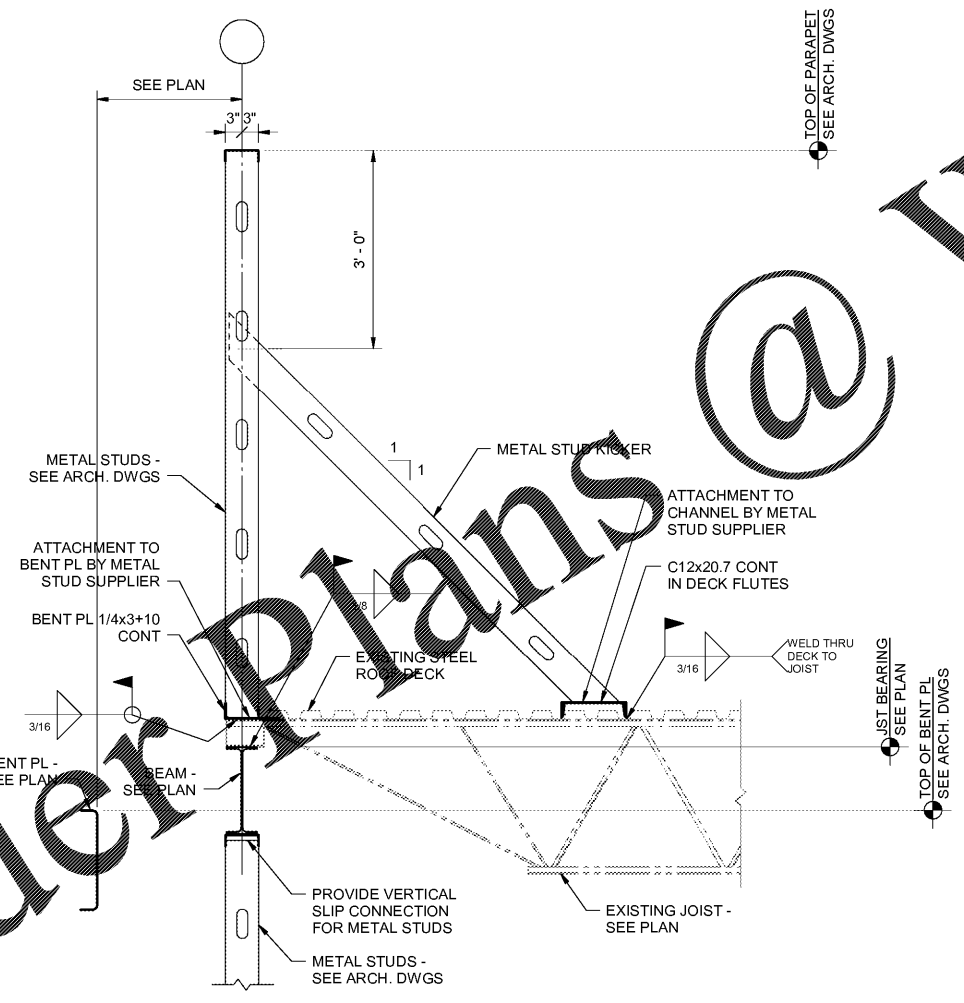 SEE PLAN
3" 3"
TOP OF PARAPET
SEE ARCH. DWGS
3' - 0"
1
1
METAL STUD KICKER
METAL STUDS -
SEE ARCH. DWGS
ATTACHMENT TO
CHANNEL BY METAL
STUD SUPPLIER
ATTACHMENT TO
BENT PL BY METAL
STUD SUPPLIER
C12x20.7 CONT
IN DECK FLUTES
BENT PL 1/4x3+10
CONT
EXISTING STEEL
ROOF DECK
3/16
WELD THRU
DECK TO
JOIST
3/16
JST BEARING
SEE PLAN
TOP OF BENT PL
SEE ARCH. DWGS
BEAM -
SEE PLAN
PROVIDE VERTICAL
SLIP CONNECTION
FOR METAL STUDS
EXISTING JOIST -
SEE PLAN
METAL STUDS -
SEE ARCH. DWGS
Plans @